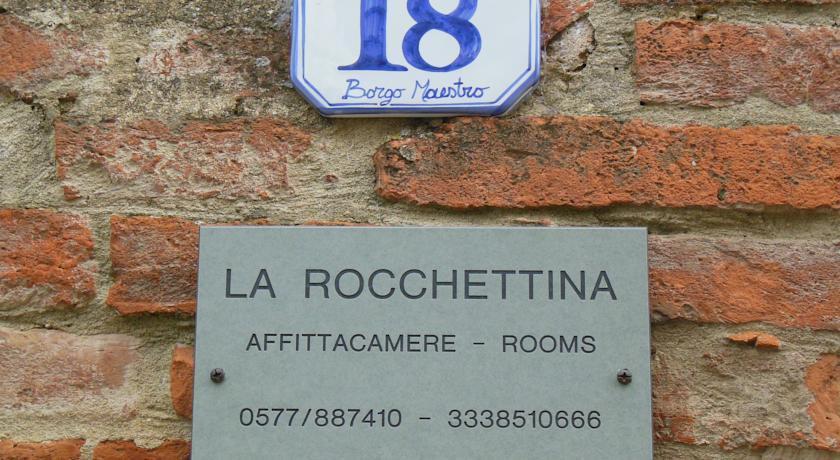 18
Borgo Maestro
LA ROCCHETTINA
AFFITTACAMERE - ROOMS
0577/887410 - 3338510666